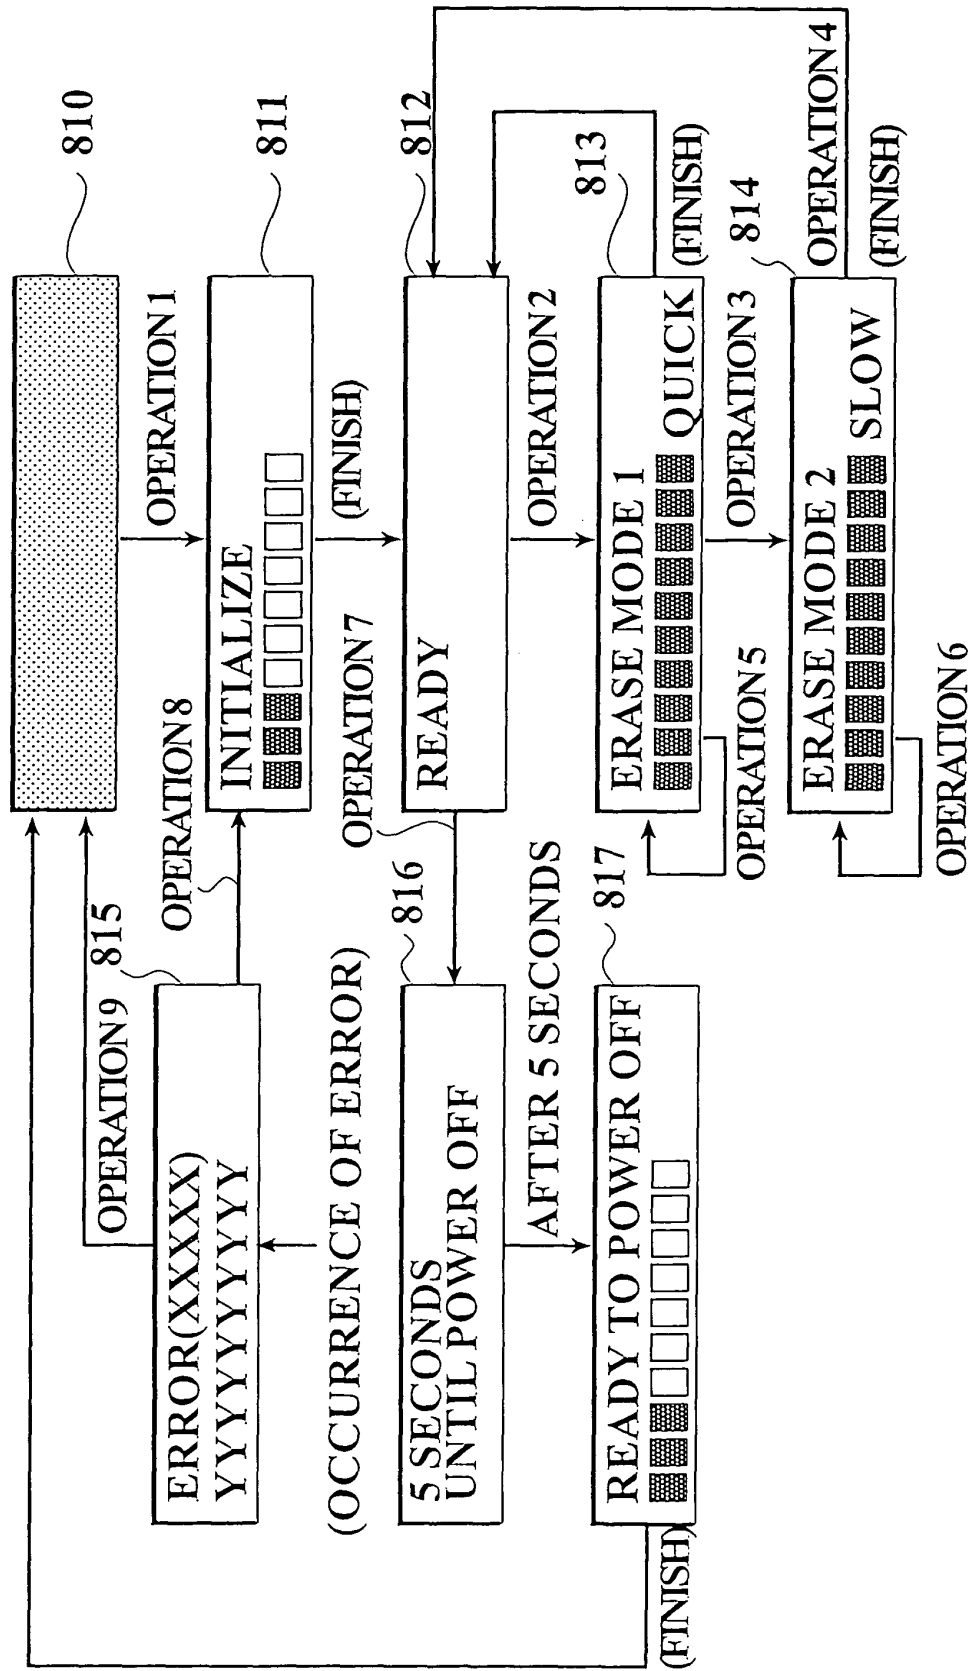 810
OPERATION 1
OPERATION 9
815
OPERATION 8
ERROR(XXXXX)
YYYYYYYYYY
INITIALIZE
811
(FINISH)
(OCCURRENCE OF ERROR)
OPERATION 7
812
READY
816
5 SECONDS
UNTIL POWER OFF
OPERATION 2
AFTER 5 SECONDS
817
READY TO POWER OFF
(FINISH)
813
ERASE MODE 1
QUICK
(FINISH)
OPERATION 5
OPERATION 3
814
ERASE MODE 2
SLOW
OPERATION 4
(FINISH)
OPERATION 6